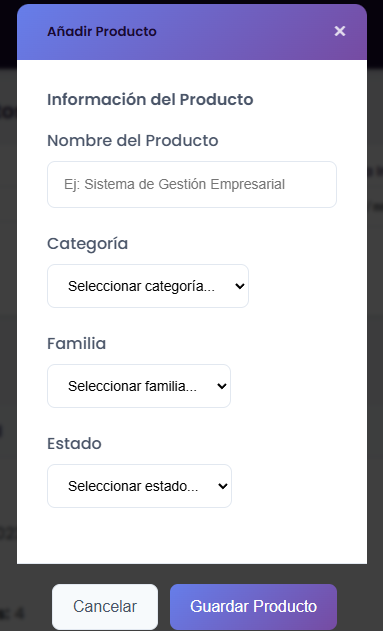 Añadir Producto
×
Información del Producto
Nombre del Producto
Ej: Sistema de Gestión Empresarial
Categoría
Seleccionar categoría...
Familia
Seleccionar familia...
Estado
Seleccionar estado...
Cancelar
Guardar Producto